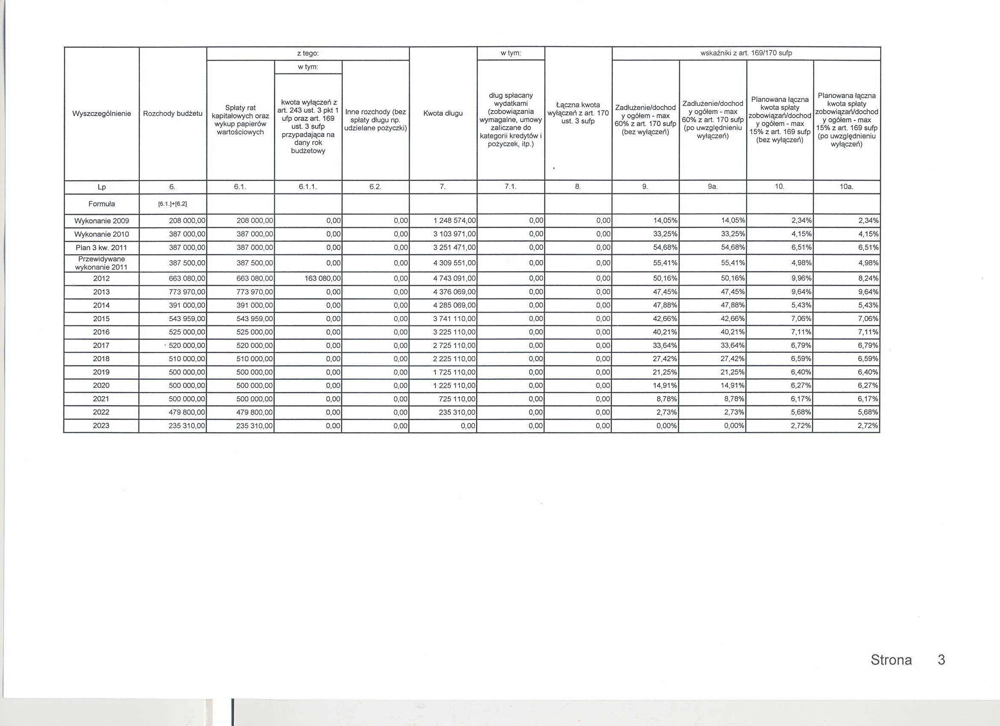 z tego:
w tym:
wskaźniki z art. 169/170 sufp
w tym:
Wyszczególnienie
Rozchody budżetu
Spłaty rat
kapitałowych oraz
wykup papierów
wartościowych
kwota wyłączeń z
art. 243 ust. 3 pkt 1
ufp oraz art. 169
ust. 3 sufp
przypadająca na
dany rok
budżetowy
Inne rozchody (bez
spłaty długu np.
udzielane pożyczki)
Kwota długu
dług spłacany
wydatkami
(zobowiązania
wymagalne, umowy
zaliczane do
kategorii kredytów i
pożyczek, itp.)
Łączna kwota
wyłączeń z art. 170
ust. 3 sufp
Zadłużenie/dochod
y ogółem - max
60% z art. 170 sufp
(bez wyłączeń)
Zadłużenie/dochod
y ogółem - max
60% z art. 170 sufp
(po uwzględnieniu
wyłączeń)
Planowana łączna
kwota spłaty
zobowiązań/dochod
y ogółem - max
15% z art. 169 sufp
(bez wyłączeń)
Planowana łączna
kwota spłaty
zobowiązań/dochod
y ogółem - max
15% z art. 169 sufp
(po uwzględnieniu
wyłączeń)
Lp 6. 6.1. 6.1.1. 6.2. 7. 7.1. 8. 9. 9a. 10. 10a.
Formuła [6.1.]+[6.2]
Wykonanie 2009 208 000,00 208 000,00 0,00 0,00 1 248 574,00 0,00 0,00 14,05% 14,05% 2,34% 2,34%
Wykonanie 2010 387 000,00 387 000,00 0,00 0,00 3 103 971,00 0,00 0,00 33,25% 33,25% 4,15% 4,15%
Plan 3 kw. 2011 387 000,00 387 000,00 0,00 0,00 3 251 471,00 0,00 0,00 54,68% 54,68% 6,51% 6,51%
Przewidywane
wykonanie 2011 387 500,00 387 500,00 0,00 0,00 4 309 551,00 0,00 0,00 55,41% 55,41% 4,98% 4,98%
2012 663 080,00 663 080,00 163 080,00 0,00 4 743 091,00 0,00 0,00 50,16% 50,16% 9,96% 8,24%
2013 773 970,00 773 970,00 0,00 0,00 4 376 069,00 0,00 0,00 47,45% 47,45% 9,64% 9,64%
2014 391 000,00 391 000,00 0,00 0,00 4 285 069,00 0,00 0,00 47,88% 47,88% 5,43% 5,43%
2015 543 959,00 543 959,00 0,00 0,00 3 741 110,00 0,00 0,00 42,66% 42,66% 7,06% 7,06%
2016 525 000,00 525 000,00 0,00 0,00 3 225 110,00 0,00 0,00 40,21% 40,21% 7,11% 7,11%
2017 520 000,00 520 000,00 0,00 0,00 2 725 110,00 0,00 0,00 33,64% 33,64% 6,79% 6,79%
2018 510 000,00 510 000,00 0,00 0,00 2 225 110,00 0,00 0,00 27,42% 27,42% 6,59% 6,59%
2019 500 000,00 500 000,00 0,00 0,00 1 725 110,00 0,00 0,00 21,25% 21,25% 6,40% 6,40%
2020 500 000,00 500 000,00 0,00 0,00 1 225 110,00 0,00 0,00 14,91% 14,91% 6,27% 6,27%
2021 500 000,00 500 000,00 0,00 0,00 725 110,00 0,00 0,00 8,78% 8,78% 6,17% 6,17%
2022 479 800,00 479 800,00 0,00 0,00 235 310,00 0,00 0,00 2,73% 2,73% 5,68% 5,68%
2023 235 310,00 235 310,00 0,00 0,00 0,00 0,00 0,00 0,00% 0,00% 2,72% 2,72%
Strona 3